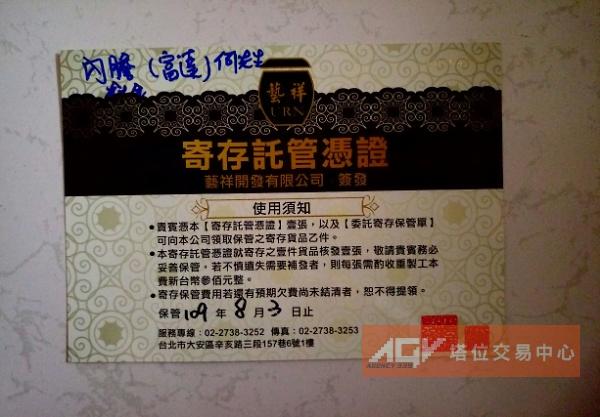 內膽(富蓮)何先生
藝祥
URN
寄存託管憑證
藝祥開發有限公司 簽發
使用須知
●貴賓憑本【寄存託管憑證】壹張，以及【委託寄存保管單】
可向本公司領取保管之寄存貨品乙件。
●本寄存託管憑證就寄存之壹件貨品核發壹張，敬請貴賓務必
妥善保管，若不慎遺失需要補發者，則每張需酌收重製工本
費新台幣參佰元整。
●寄存保管費用若還有預期欠費尚未結清者，恕不得提領。
保管109年8月3日止
服務專線：02-2738-3252 傳真：02-2738-3253
台北市大安區辛亥路三段157巷6號1樓
AGY 塔位交易中心
AGENCY 339